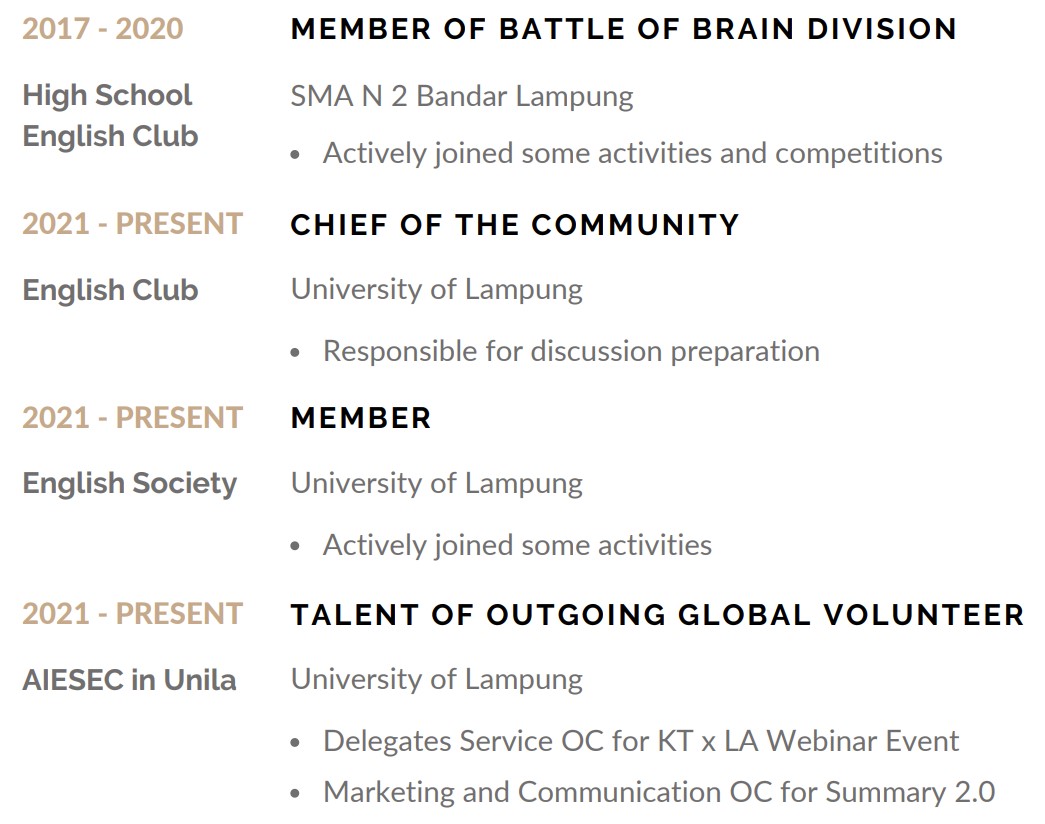 2017 - 2020
MEMBER OF BATTLE OF BRAIN DIVISION
High School
English Club
SMA N 2 Bandar Lampung
• Actively joined some activities and competitions
2021 - PRESENT
CHIEF OF THE COMMUNITY
English Club
University of Lampung
• Responsible for discussion preparation
2021 - PRESENT
MEMBER
English Society
University of Lampung
• Actively joined some activities
2021 - PRESENT
TALENT OF OUTGOING GLOBAL VOLUNTEER
AIESEC in Unila
University of Lampung
• Delegates Service OC for KT x LA Webinar Event
• Marketing and Communication OC for Summary 2.0